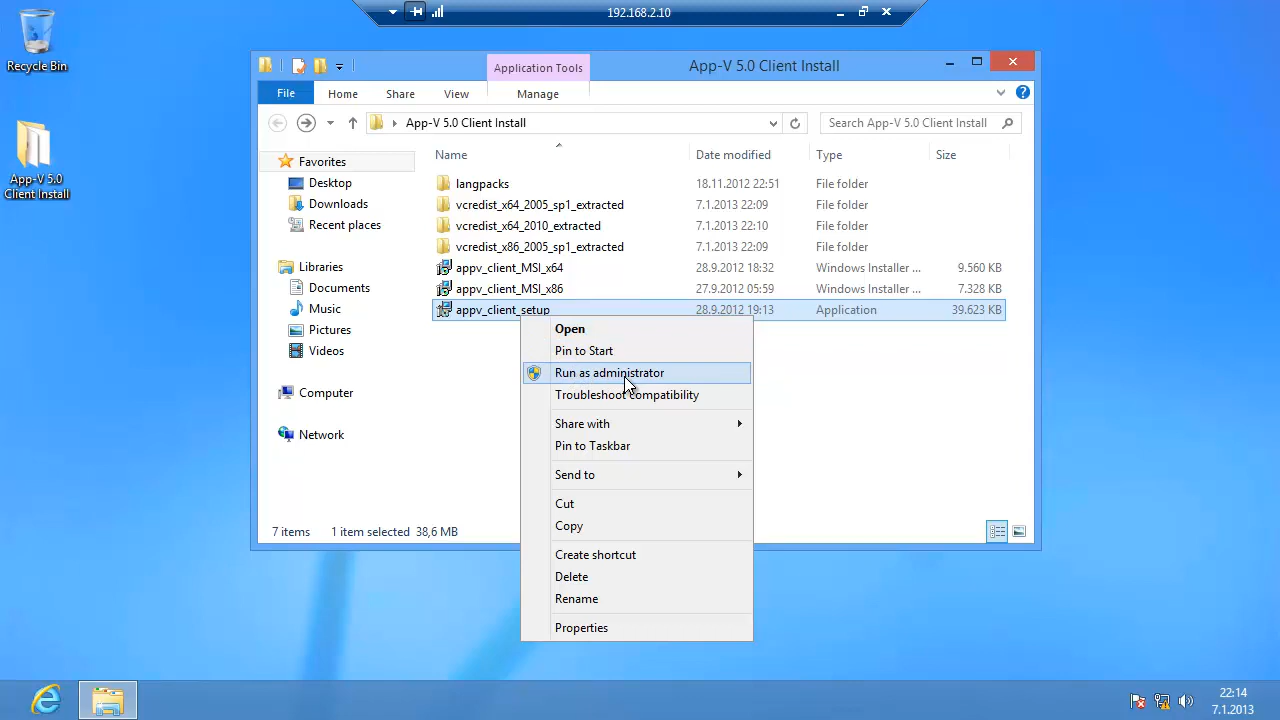 192.168.2.10
Recycle Bin
App-V 5.0
Client Install
Application Tools
App-V 5.0 Client Install
File
Home
Share
View
Manage
App-V 5.0 Client Install
Search App-V 5.0 Client Install
Name
Date modified
Type
Size
Favorites
Desktop
Downloads
Recent places
Libraries
Documents
Music
Pictures
Videos
Computer
Network
langpacks 18.11.2012 22:51 File folder
vcredist_x64_2005_sp1_extracted 7.1.2013 22:09 File folder
vcredist_x64_2010_extracted 7.1.2013 22:10 File folder
vcredist_x86_2005_sp1_extracted 7.1.2013 22:09 File folder
appv_client_MSI_x64 28.9.2012 18:32 Windows Installer ... 9.560 KB
appv_client_MSI_x86 27.9.2012 05:59 Windows Installer ... 7.328 KB
appv_client_setup 28.9.2012 19:13 Application 39.623 KB
Open
Pin to Start
Run as administrator
Troubleshoot compatibility
Share with
Pin to Taskbar
Send to
Cut
Copy
Create shortcut
Delete
Rename
Properties
7 items 1 item selected 38,6 MB
22:14
7.1.2013